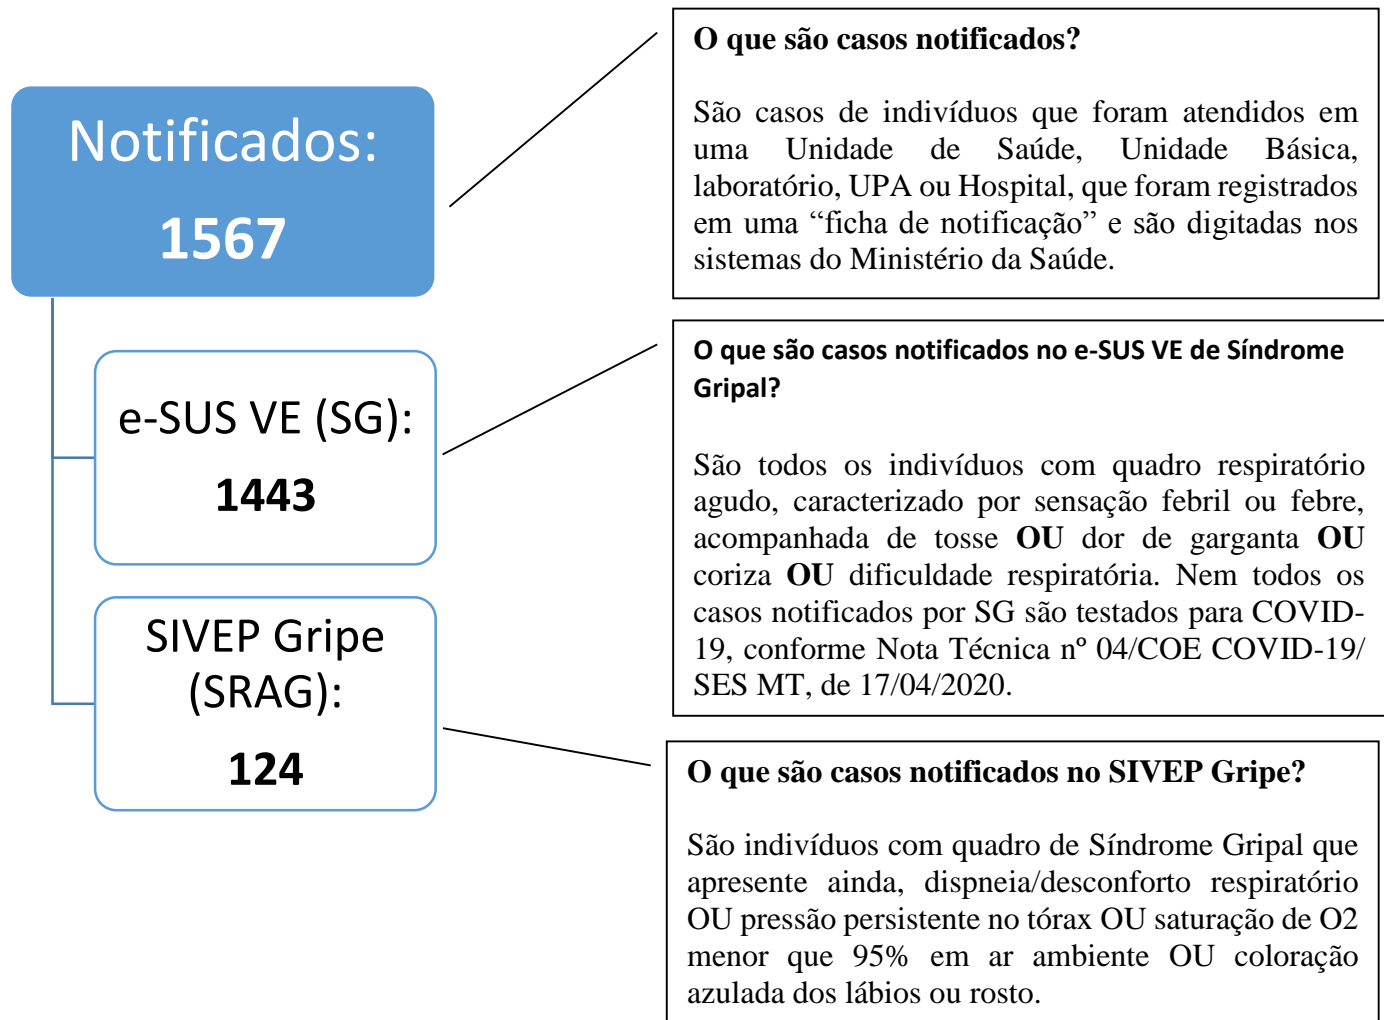 Notificados:
1567
e-SUS VE (SG):
1443
SIVEP Gripe
(SRAG):
124
O que são casos notificados?
São casos de indivíduos que foram atendidos em
uma Unidade de Saúde, Unidade Básica,
laboratório, UPA ou Hospital, que foram registrados
em uma “ficha de notificação” e são digitadas nos
sistemas do Ministério da Saúde.
O que são casos notificados no e-SUS VE de Síndrome
Gripal?
São todos os indivíduos com quadro respiratório
agudo, caracterizado por sensação febril ou febre,
acompanhada de tosse OU dor de garganta OU
coriza OU dificuldade respiratória. Nem todos os
casos notificados por SG são testados para COVID-
19, conforme Nota Técnica nº 04/COE COVID-19/
SES MT, de 17/04/2020.
O que são casos notificados no SIVEP Gripe?
São indivíduos com quadro de Síndrome Gripal que
apresente ainda, dispneia/desconforto respiratório
OU pressão persistente no tórax OU saturação de O2
menor que 95% em ar ambiente OU coloração
azulada dos lábios ou rosto.